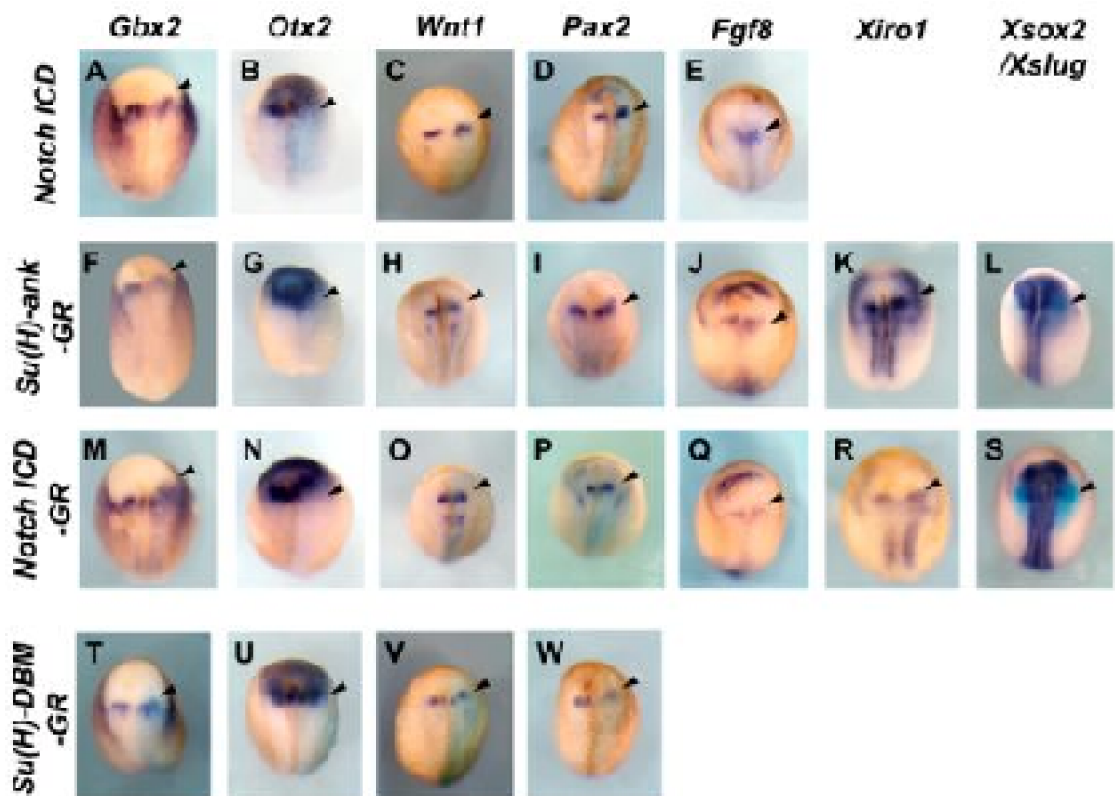 Gbx2 Otx2 Wnt1 Pax2 Fgf8 Xiro1 Xsox2
/Xslug
Notch ICD
A B C D E
Su(H)-ank
-GR
F G H I J K L
Notch ICD
-GR
M N O P Q R S
Su(H)-DBM
-GR
T U V W